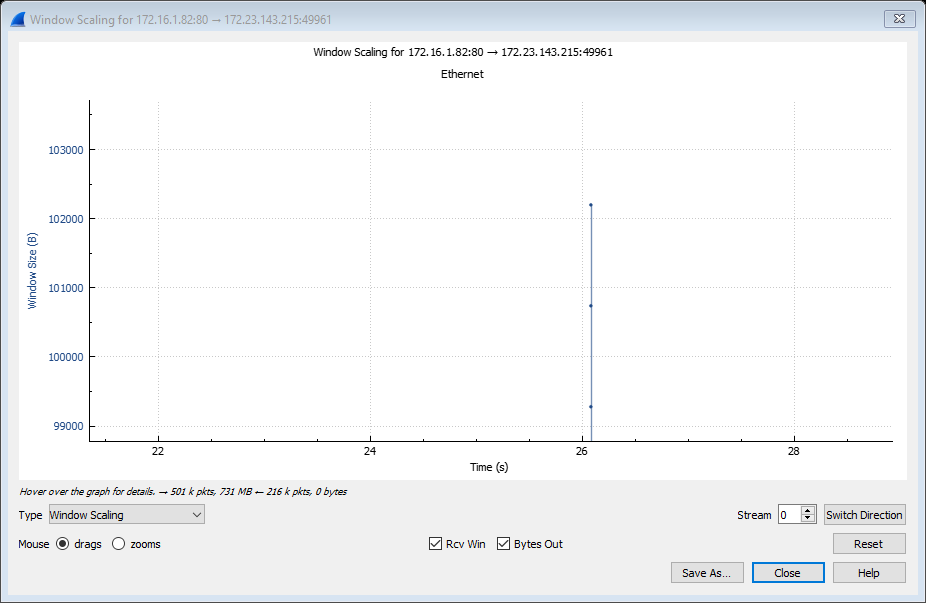 Window Scaling for 172.16.1.82:80 → 172.23.143.215:49961
Window Scaling for 172.16.1.82:80 → 172.23.143.215:49961
Ethernet
103000
102000
101000
100000
99000
Window Size (B)
22 24 26 28
Time (s)
Hover over the graph for details. → 501 k pkts, 731 MB ← 216 k pkts, 0 bytes
Type Window Scaling Stream 0 Switch Direction
Mouse drags zooms Rcv Win Bytes Out Reset
Save As... Close Help